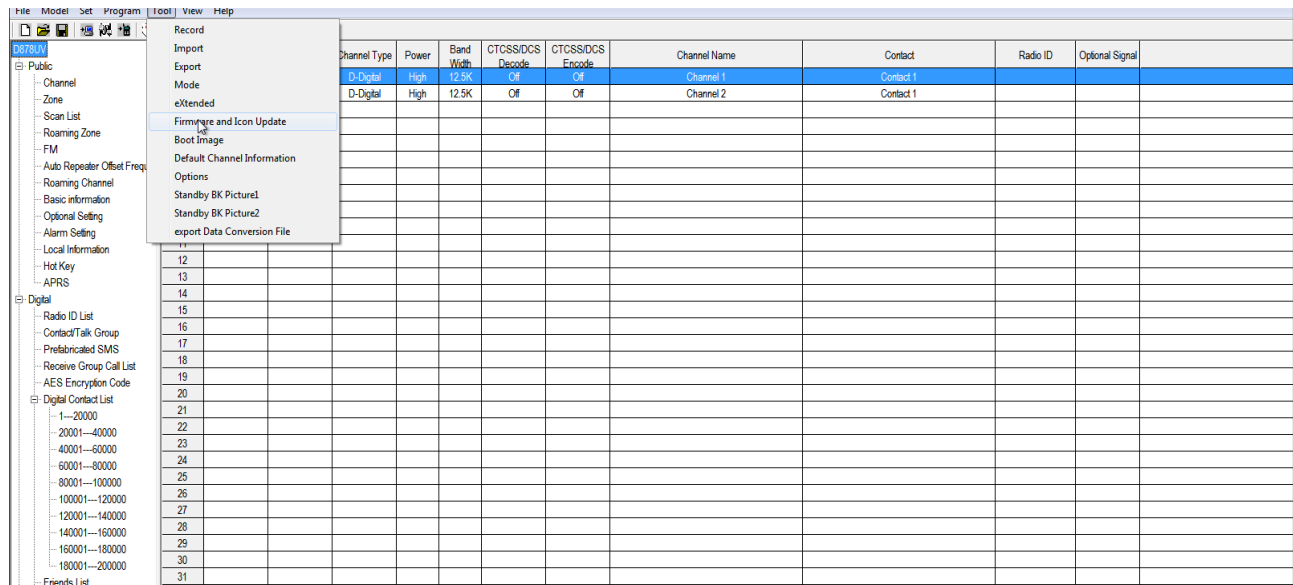 File Model Set Program Tool View Help
Record
Import
Export
Mode
eXtended
Firmware and Icon Update
Boot Image
Default Channel Information
Options
Standby BK Picture1
Standby BK Picture2
export Data Conversion File
D878UV
Public
Channel
Zone
Scan List
Roaming Zone
FM
Auto Repeater Offset Frequ
Roaming Channel
Basic information
Optional Setting
Alarm Setting
Local Information
Hot Key
APRS
Digital
Radio ID List
Contact/Talk Group
Prefabricated SMS
Receive Group Call List
AES Encryption Code
Digital Contact List
1---20000
20001---40000
40001---60000
60001---80000
80001---100000
100001---120000
120001---140000
140001---160000
160001---180000
180001---200000
Friends List
Channel Type Power Band Width CTCSS/DCS Decode CTCSS/DCS Encode Channel Name Contact Radio ID Optional Signal
D-Digital High 12.5K Off Off Channel 1 Contact 1
D-Digital High 12.5K Off Off Channel 2 Contact 1
11
12
13
14
15
16
17
18
19
20
21
22
23
24
25
26
27
28
29
30
31